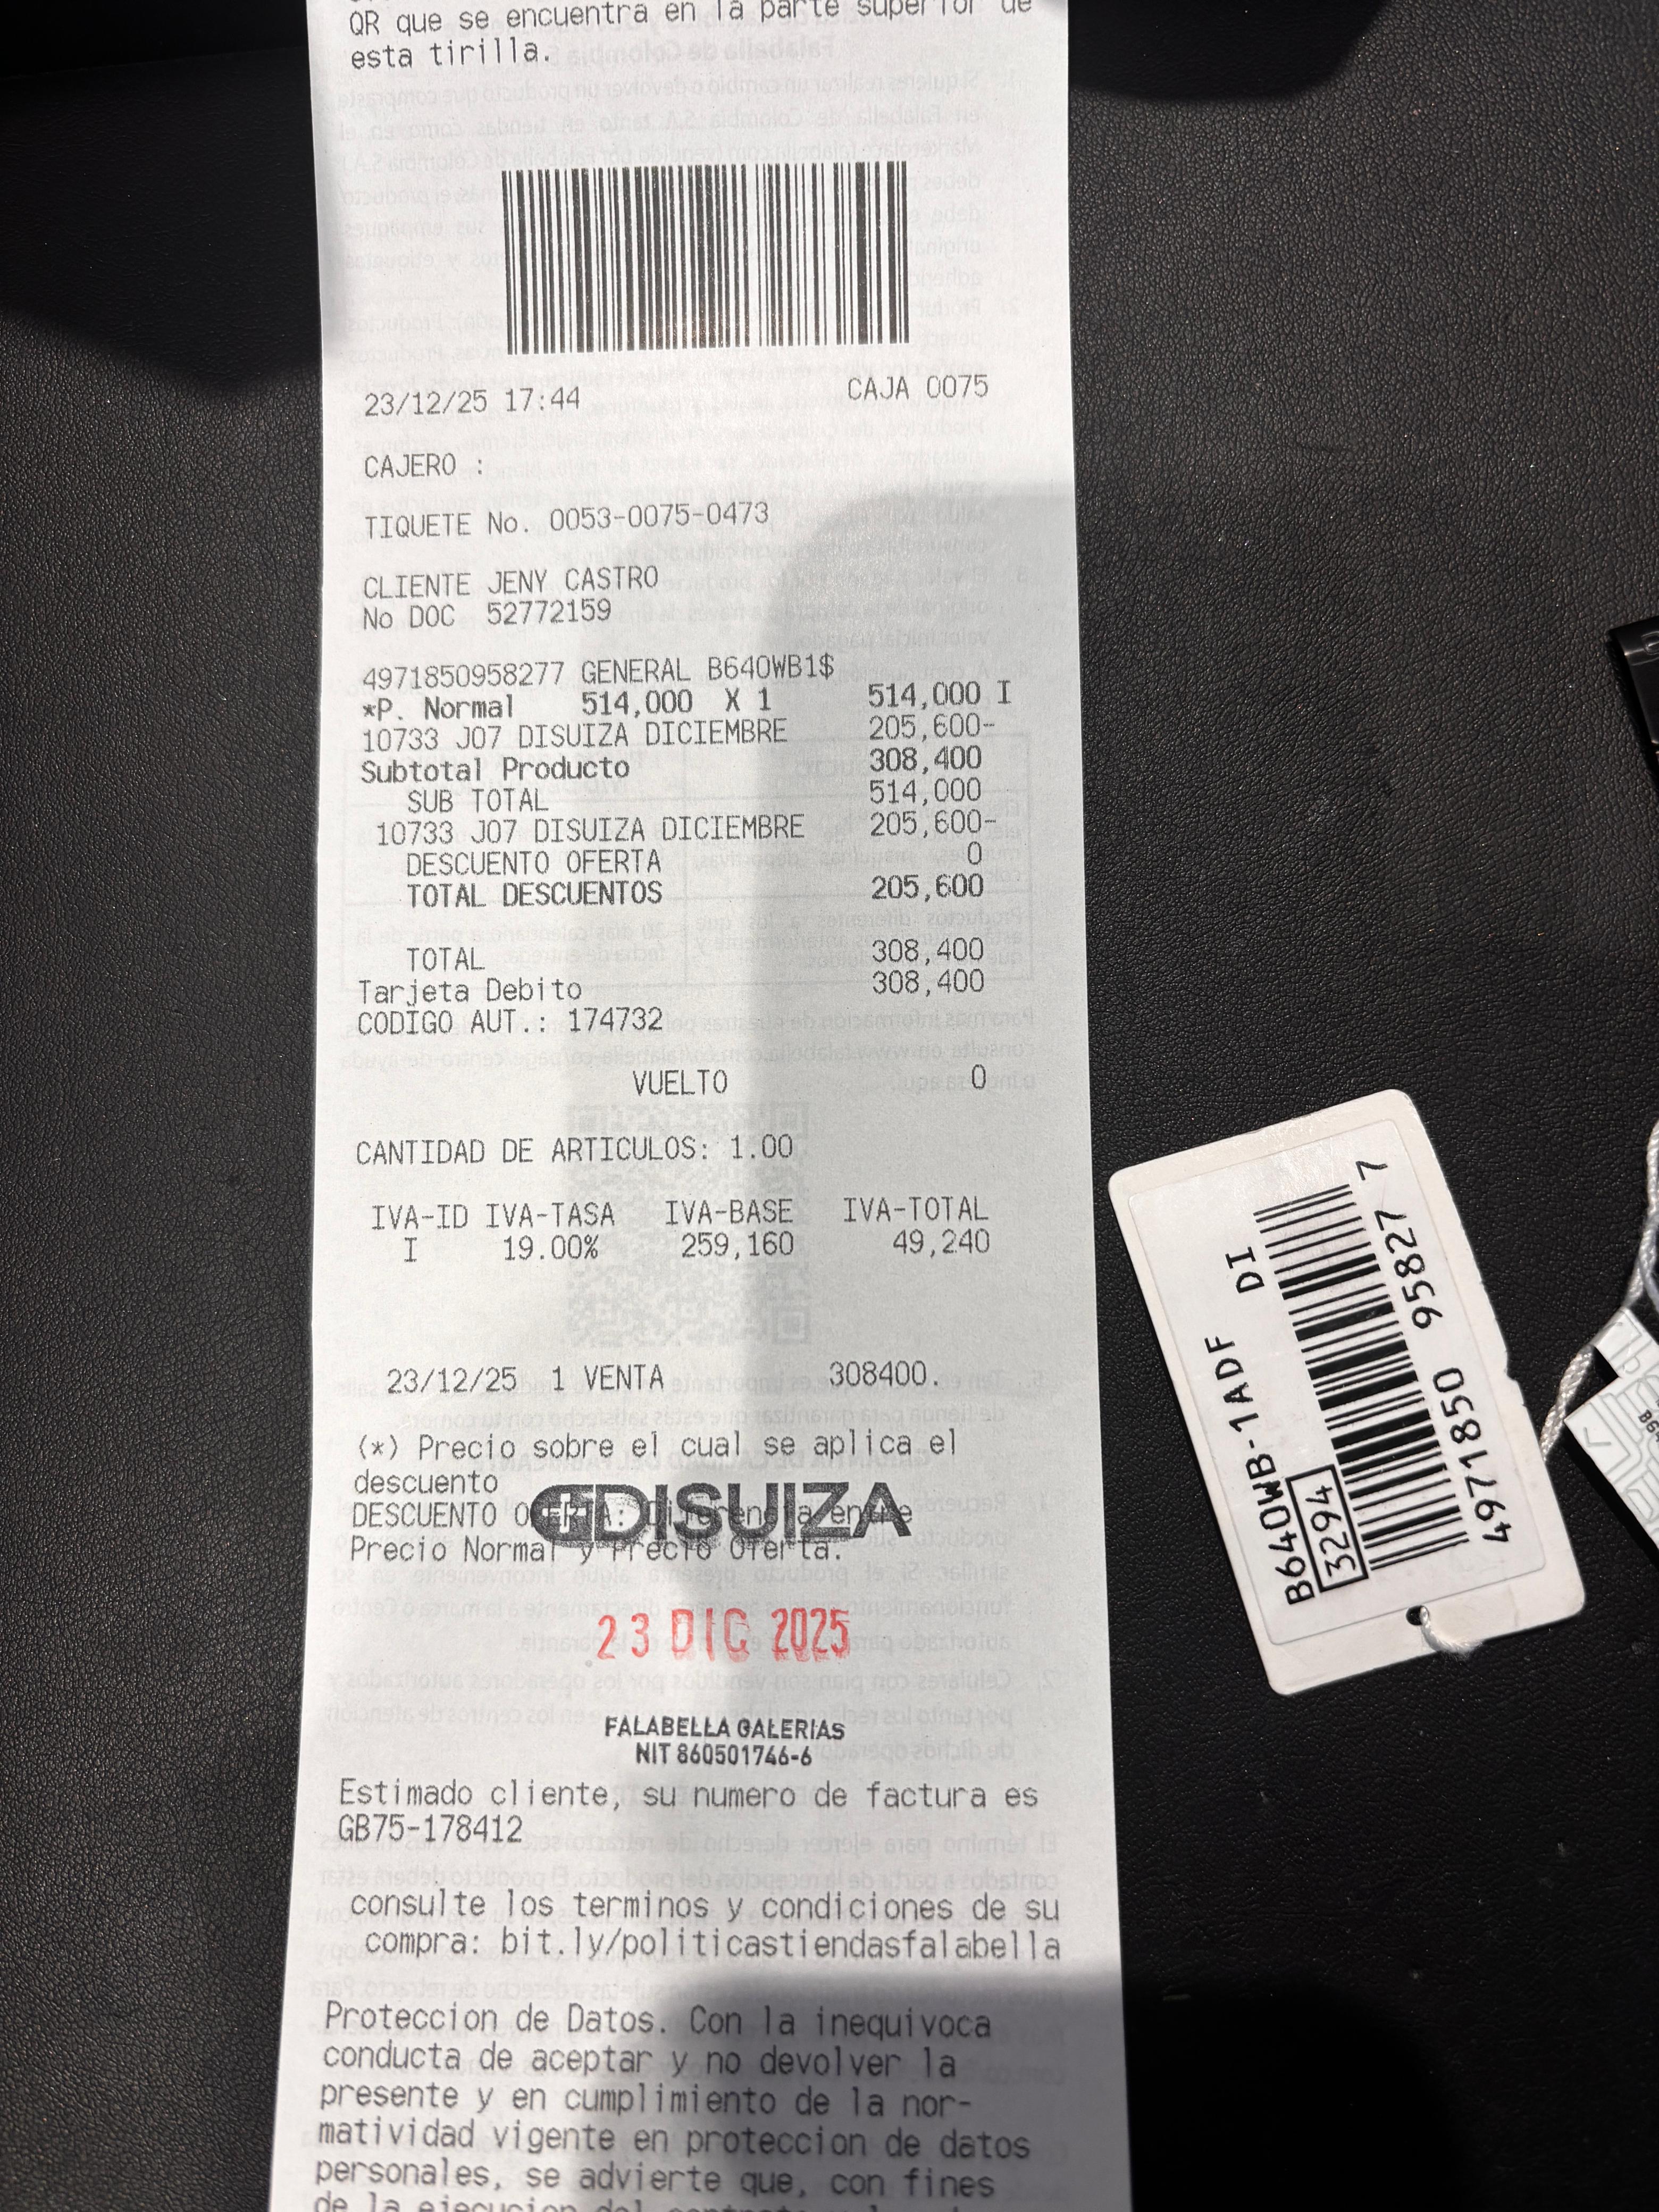 QR que se encuentra en la parte superior de
esta tirilla.
23/12/25 17:44 CAJA 0075
CAJERO :
TIQUETE No. 0053-0075-0473
CLIENTE JENY CASTRO
No DOC 52772159
4971850958277 GENERAL B640WB1$
*P. Normal 514,000 X 1 514,000 I
10733 J07 DISUIZA DICIEMBRE 205,600-
Subtotal Producto 308,400
SUB TOTAL 514,000
10733 J07 DISUIZA DICIEMBRE 205,600-
DESCUENTO OFERTA 0
TOTAL DESCUENTOS 205,600
TOTAL 308,400
Tarjeta Debito 308,400
CODIGO AUT.: 174732
VUELTO 0
CANTIDAD DE ARTICULOS: 1.00
IVA-ID IVA-TASA IVA-BASE IVA-TOTAL
I 19.00% 259,160 49,240
23/12/25 1 VENTA 308400.
(*) Precio sobre el cual se aplica el
descuento
DISUIZA
DESCUENTO OFERTA: Diferencia entre
Precio Normal y Precio Oferta.
23 DIC 2025
FALABELLA GALERIAS
NIT 860501746-6
Estimado cliente, su numero de factura es
GB75-178412
consulte los terminos y condiciones de su
compra: bit.ly/politicastiendasfalabella
Proteccion de Datos. Con la inequivoca
conducta de aceptar y no devolver la
presente y en cumplimiento de la nor-
matividad vigente en proteccion de datos
personales, se advierte que, con fines
B640WB-1ADF DI
3294
4971850 95827 7